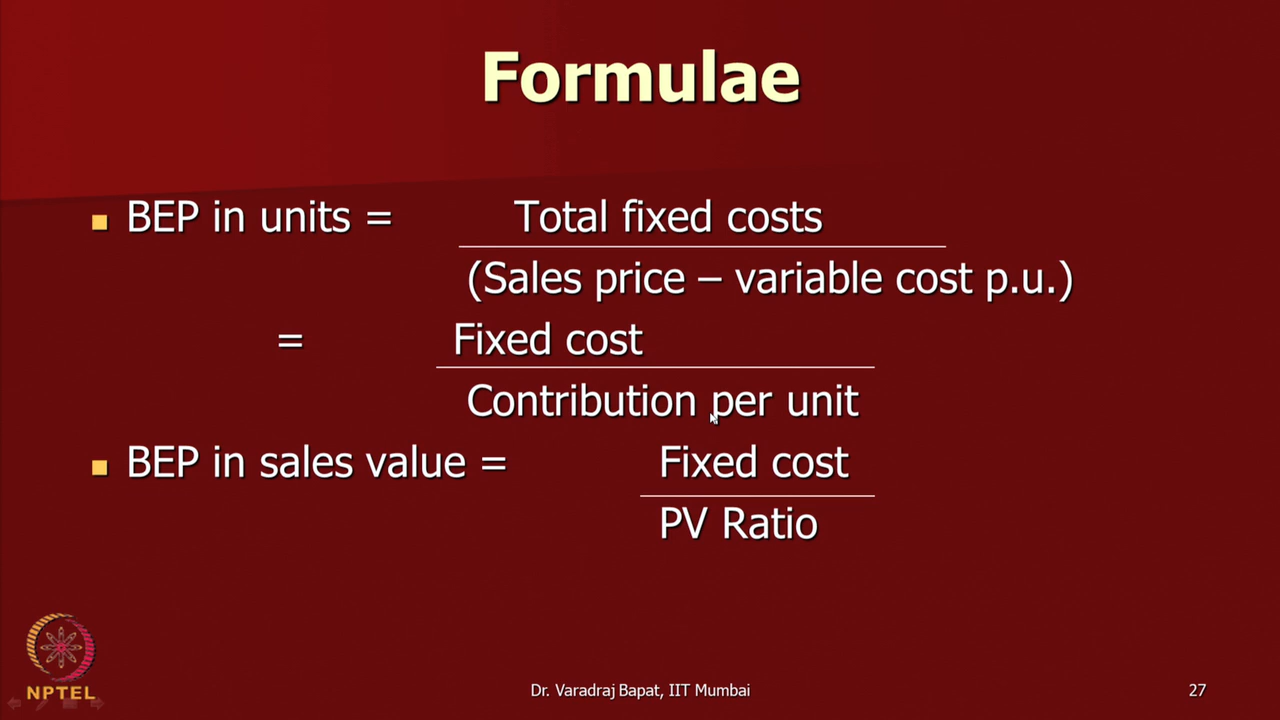 Formulae
BEP in units = Total fixed costs
(Sales price – variable cost p.u.)
= Fixed cost
Contribution per unit
BEP in sales value = Fixed cost
PV Ratio
NPTEL
Dr. Varadraj Bapat, IIT Mumbai
27